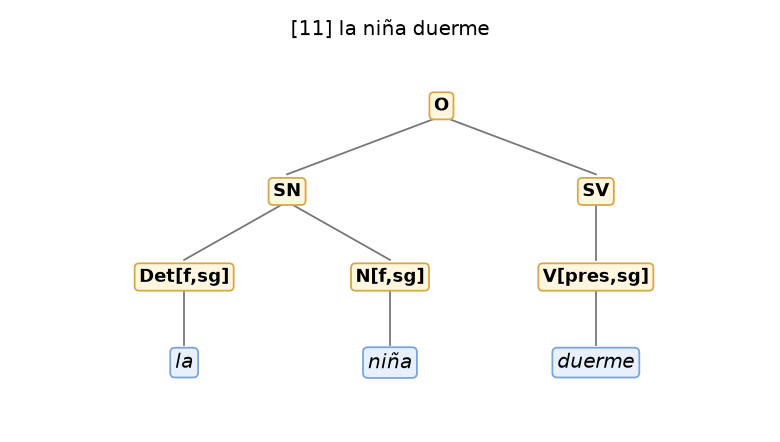 [11] la niña duerme
O
SN SV
Det[f,sg] N[f,sg] V[pres,sg]
la niña duerme